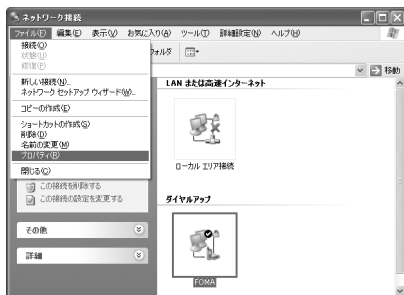 ネットワーク接続
ファイル(F) 編集(E) 表示(V) お気に入り(A) ツール(T) 詳細設定(N) ヘルプ(H)
接続(O)
状態(U)
修復(P)
ォルダ
移動
新しい接続(N)...
ネットワーク セットアップ ウィザード(W)...
コピーの作成(C)
ショートカットの作成(S)
削除(D)
名前の変更(M)
プロパティ(R)
閉じる(C)
この接続を削除する
この接続の設定を変更する
その他
詳細
LAN または高速インターネット
ローカル エリア接続
ダイヤルアップ
FOMA